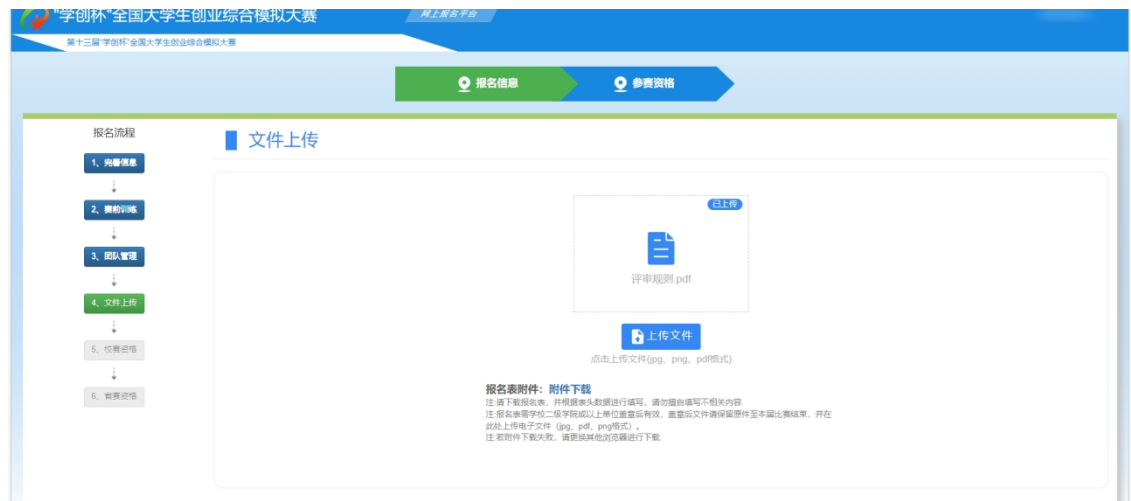 "学创杯"全国大学生创业综合模拟大赛
网上报名平台
第十三届"学创杯"全国大学生创业综合模拟大赛
报名信息
参赛资格
报名流程
1、完善信息
2、赛前训练
3、团队管理
4、文件上传
5、校赛资格
6、省赛资格
文件上传
已上传
评审规则.pdf
上传文件
点击上传文件(jpg、png、pdf格式)
报名表附件：附件下载
注:请下载报名表，并根据表头数据进行填写，请勿擅自填写不相关内容.
注:报名表需学校二级学院或以上单位盖章后有效，盖章后文件请保留原件至本届比赛结束，并在
此处上传电子文件（jpg、pdf、png格式）。
注:若附件下载失败，请更换其他浏览器进行下载.